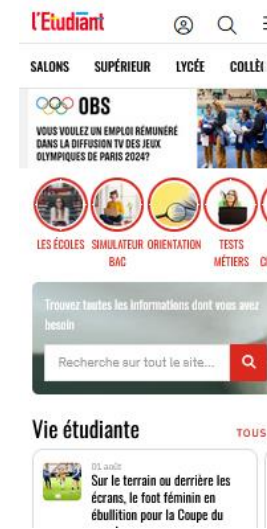 l'Etudiant
SALONS SUPÉRIEUR LYCÉE COLLÈ
OBS
VOUS VOULEZ UN EMPLOI RÉMUNÉRÉ
DANS LA DIFFUSION TV DES JEUX
OLYMPIQUES DE PARIS 2024?
LES ÉCOLES SIMULATEUR ORIENTATION TESTS
BAC MÉTIERS
Trouvez toutes les informations dont vous avez
besoin
Recherche sur tout le site...
Vie étudiante TOUS
01 août
Sur le terrain ou derrière les
écrans, le foot féminin en
ébullition pour la Coupe du